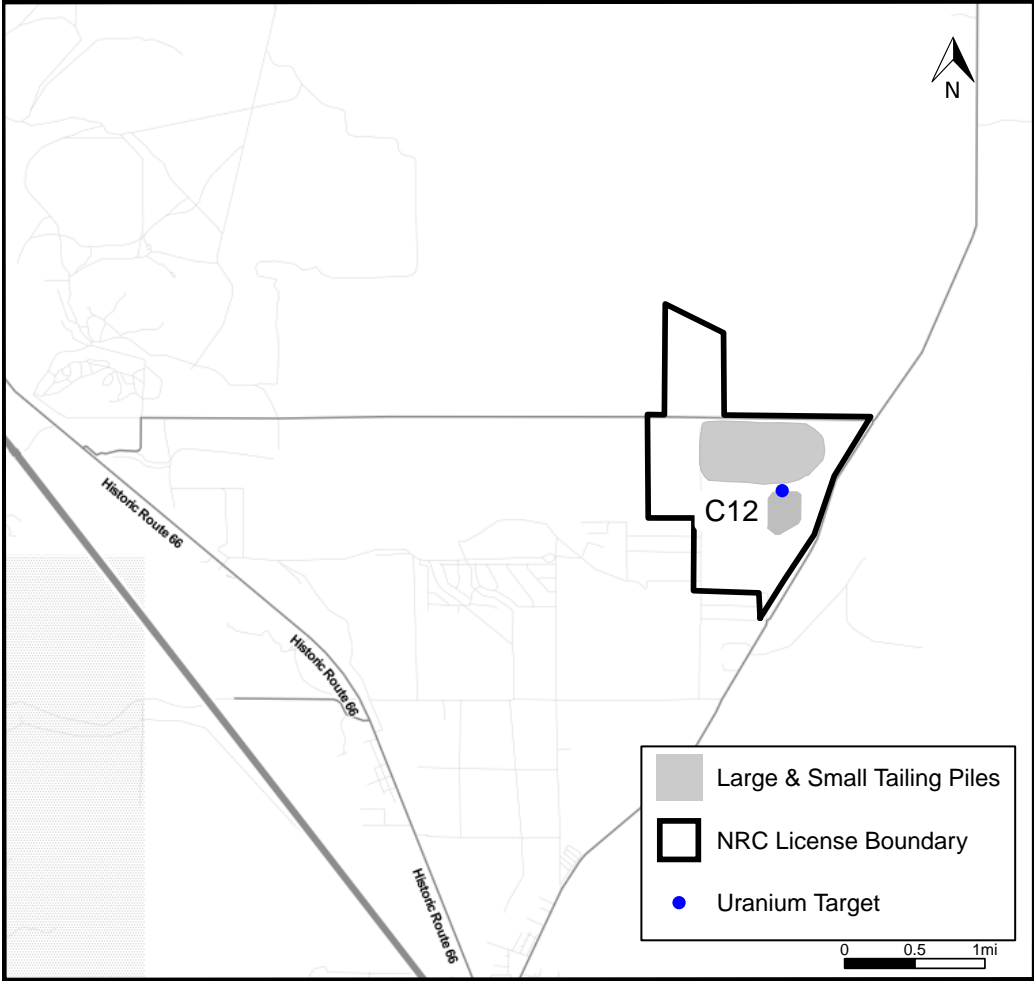 N
C12
Historic Route 66
Historic Route 66
Historic Route 66
Large & Small Tailing Piles
NRC License Boundary
Uranium Target
0 0.5 1mi